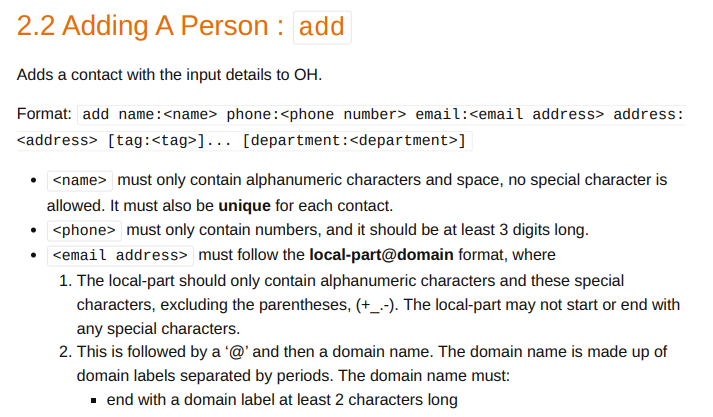 2.2 Adding A Person : add
Adds a contact with the input details to OH.
Format: add name:<name> phone:<phone number> email:<email address> address:
<address> [tag:<tag>]... [department:<department>]
• <name> must only contain alphanumeric characters and space, no special character is
allowed. It must also be unique for each contact.
• <phone> must only contain numbers, and it should be at least 3 digits long.
• <email address> must follow the local-part@domain format, where
1. The local-part should only contain alphanumeric characters and these special
characters, excluding the parentheses, (+_.-). The local-part may not start or end with
any special characters.
2. This is followed by a ‘@’ and then a domain name. The domain name is made up of
domain labels separated by periods. The domain name must:
▪ end with a domain label at least 2 characters long